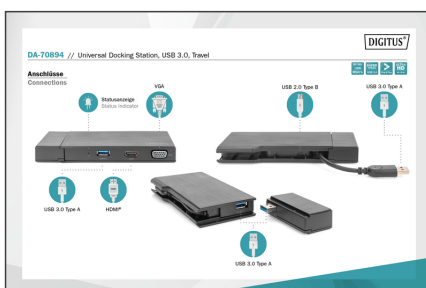 DIGITUS®
DA-70894 // Universal Docking Station, USB 3.0, Travel
Anschlüsse
Connections
Statusanzeige
Status indicator
VGA
USB 2.0 Type B
USB 3.0 Type A
USB 3.0 Type A
HDMI®
USB 3.0 Type A